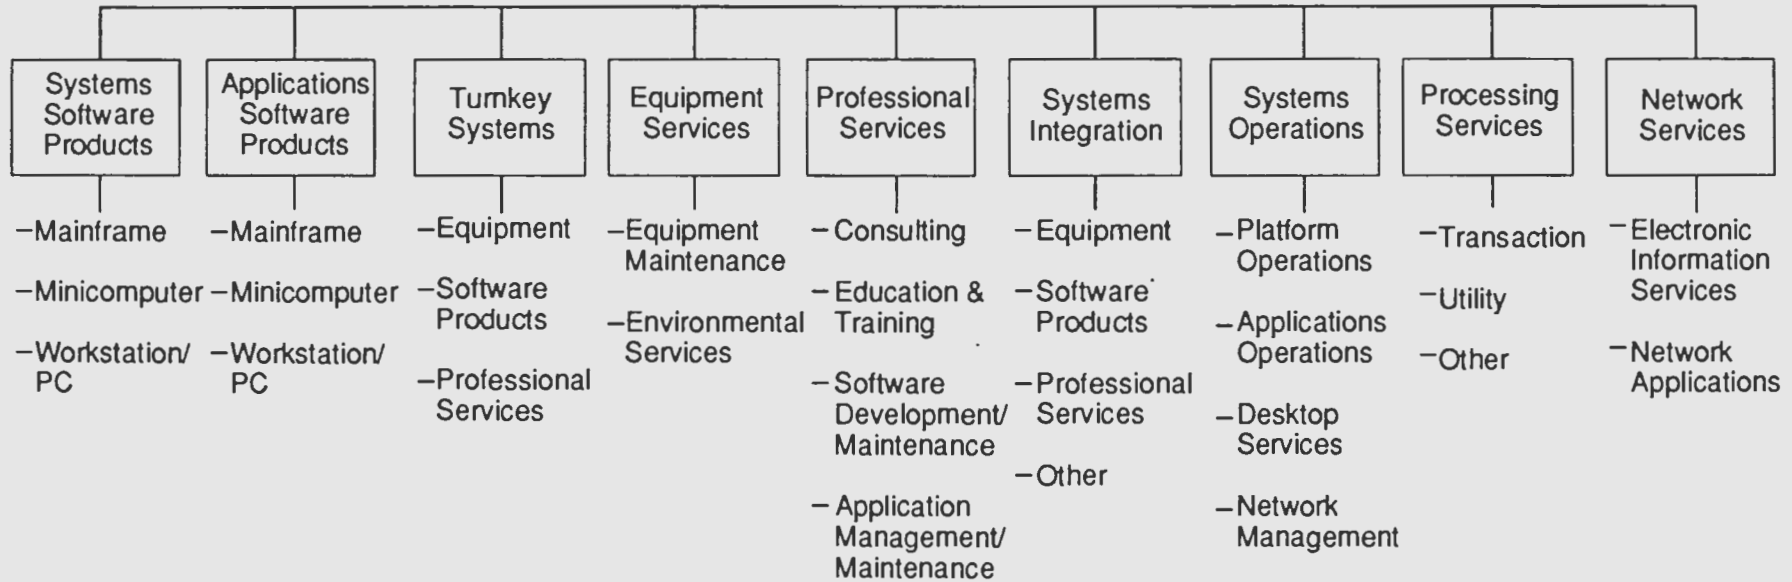 Systems
Software
Products
Applications
Software
Products
Turnkey
Systems
Equipment
Services
Professional
Services
Systems
Integration
Systems
Operations
Processing
Services
Network
Services
–Mainframe
–Minicomputer
–Workstation/
PC
–Mainframe
–Minicomputer
–Workstation/
PC
–Equipment
–Software
Products
–Professional
Services
–Equipment
Maintenance
–Environmental
Services
–Consulting
–Education &
Training
–Software
Development/
Maintenance
–Application
Management/
Maintenance
–Equipment
–Software
Products
–Professional
Services
–Other
–Platform
Operations
–Applications
Operations
–Desktop
Services
–Network
Management
–Transaction
–Utility
–Other
–Electronic
Information
Services
–Network
Applications